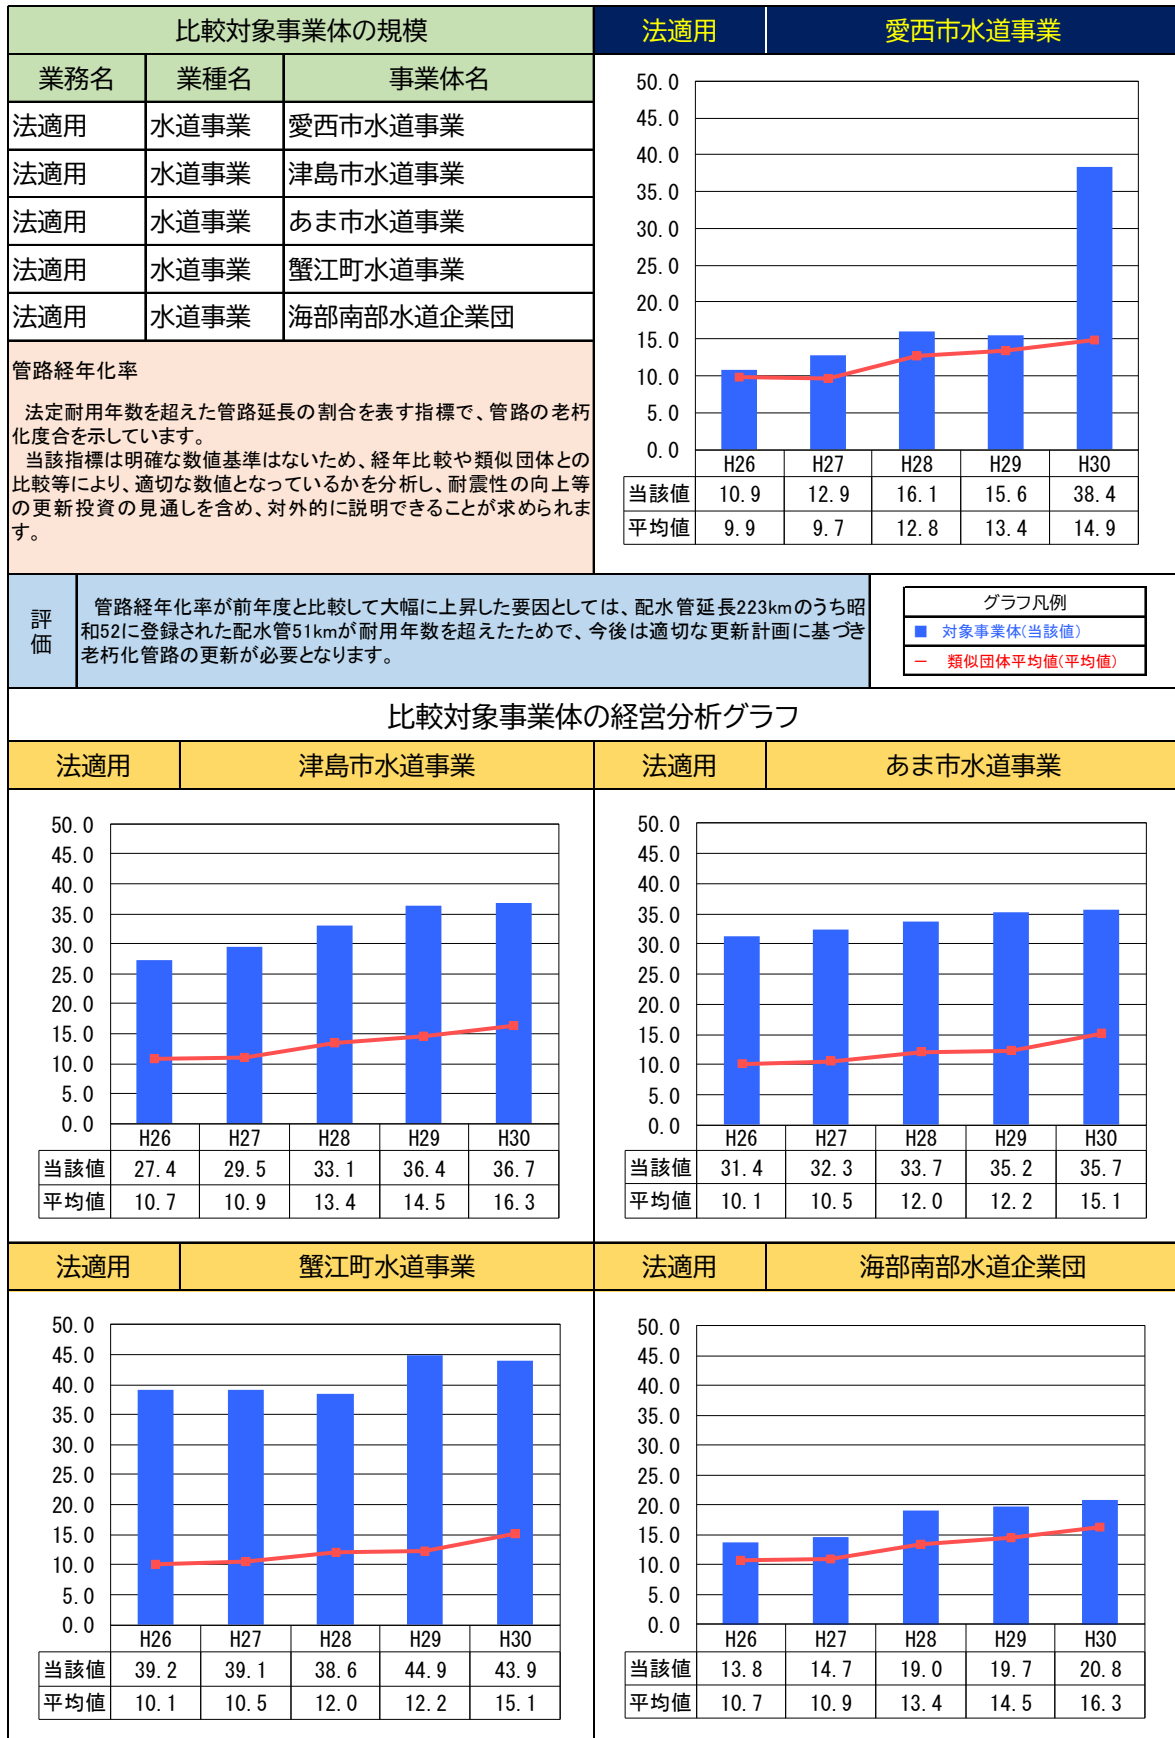 比較対象事業体の規模
業務名 業種名 事業体名
法適用 水道事業 愛西市水道事業
法適用 水道事業 津島市水道事業
法適用 水道事業 あま市水道事業
法適用 水道事業 蟹江町水道事業
法適用 水道事業 海部南部水道企業団
管路経年化率
法定耐用年数を超えた管路延長の割合を表す指標で、管路の老朽
化度合を示しています。
当該指標は明確な数値基準はないため、経年比較や類似団体との
比較等により、適切な数値となっているかを分析し、耐震性の向上等
の更新投資の見通しを含め、対外的に説明できることが求められま
す。
法適用 愛西市水道事業
50.0
45.0
40.0
35.0
30.0
25.0
20.0
15.0
10.0
5.0
0.0
H26 H27 H28 H29 H30
当該値 10.9 12.9 16.1 15.6 38.4
平均値 9.9 9.7 12.8 13.4 14.9
評
価
管路経年化率が前年度と比較して大幅に上昇した要因としては、配水管延長223kmのうち昭
和52に登録された配水管51kmが耐用年数を超えたためで、今後は適切な更新計画に基づき
老朽化管路の更新が必要となります。
グラフ凡例
■ 対象事業体(当該値)
― 類似団体平均値(平均値)
比較対象事業体の経営分析グラフ
法適用 津島市水道事業
50.0
45.0
40.0
35.0
30.0
25.0
20.0
15.0
10.0
5.0
0.0
H26 H27 H28 H29 H30
当該値 27.4 29.5 33.1 36.4 36.7
平均値 10.7 10.9 13.4 14.5 16.3
法適用 あま市水道事業
50.0
45.0
40.0
35.0
30.0
25.0
20.0
15.0
10.0
5.0
0.0
H26 H27 H28 H29 H30
当該値 31.4 32.3 33.7 35.2 35.7
平均値 10.1 10.5 12.0 12.2 15.1
法適用 蟹江町水道事業
50.0
45.0
40.0
35.0
30.0
25.0
20.0
15.0
10.0
5.0
0.0
H26 H27 H28 H29 H30
当該値 39.2 39.1 38.6 44.9 43.9
平均値 10.1 10.5 12.0 12.2 15.1
法適用 海部南部水道企業団
50.0
45.0
40.0
35.0
30.0
25.0
20.0
15.0
10.0
5.0
0.0
H26 H27 H28 H29 H30
当該値 13.8 14.7 19.0 19.7 20.8
平均値 10.7 10.9 13.4 14.5 16.3